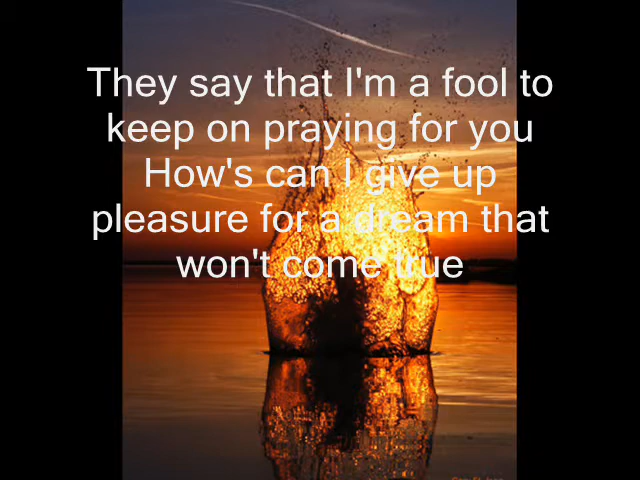 They say that I'm a fool to
keep on praying for you
How's can I give up
pleasure for a dream that
won't come true